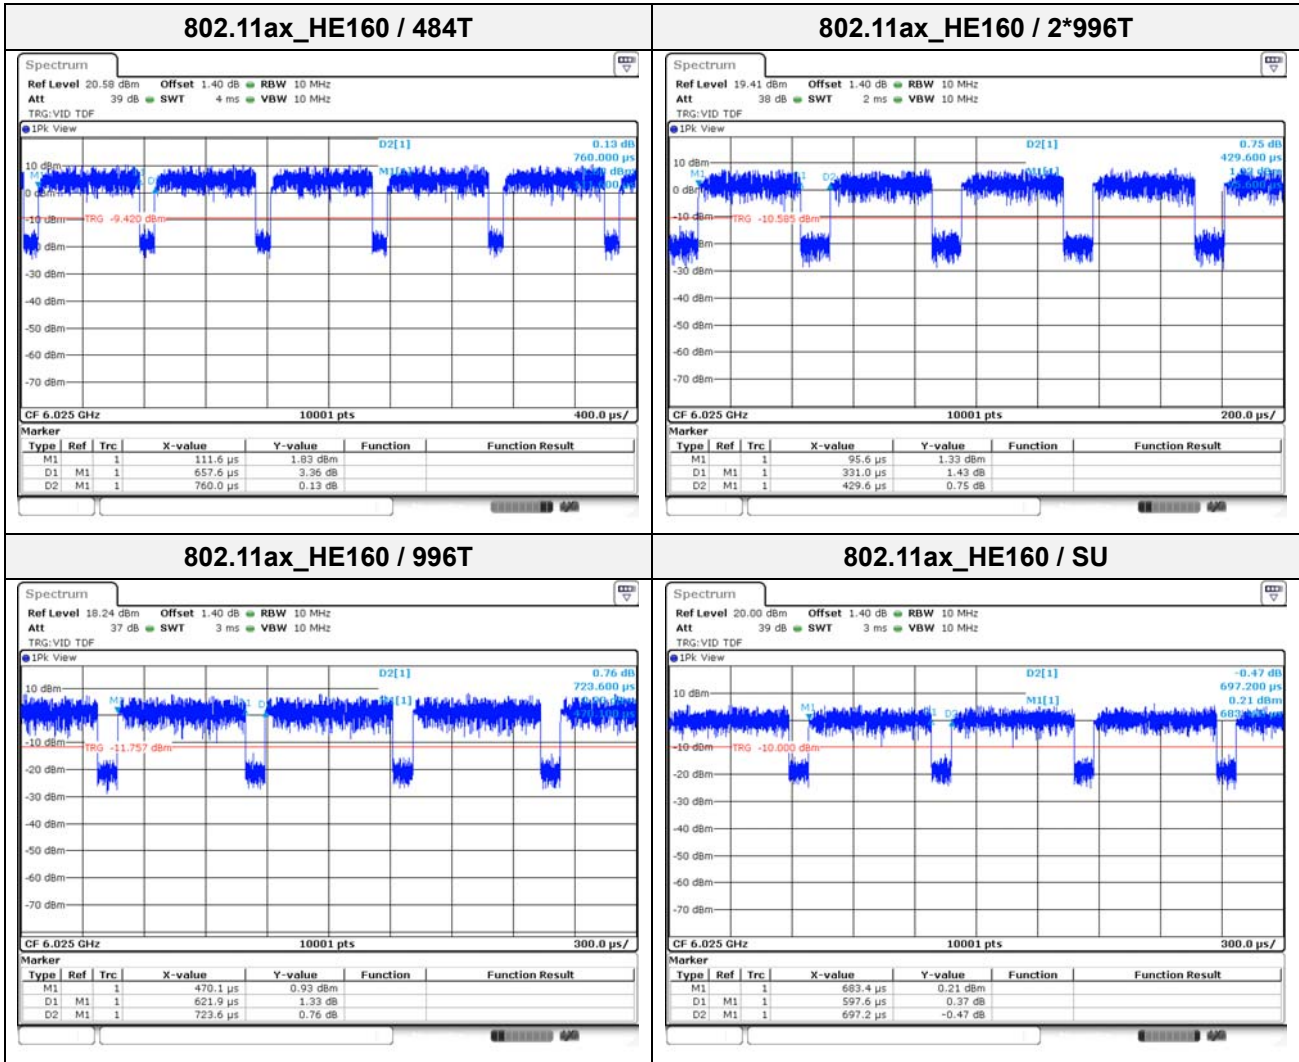 802.11ax_HE160 / 484T
Spectrum
Ref Level 20.58 dBm Offset 1.40 dB RBW 10 MHz
Att 39 dB SWT 4 ms VBW 10 MHz
TRG:VID TDF
1Pk View
D2[1] 0.13 dB
760.000 µs
10 dBm
M1[1]
TRG -9.420 dBm
-30 dBm
-40 dBm
-50 dBm
-60 dBm
-70 dBm
CF 6.025 GHz 10001 pts 400.0 µs/
Marker
Type Ref Trc X-value Y-value Function Function Result
M1 1 111.6 µs 1.83 dBm
D1 M1 1 657.6 µs 3.36 dB
D2 M1 1 760.0 µs 0.13 dB
802.11ax_HE160 / 2*996T
Spectrum
Ref Level 19.41 dBm Offset 1.40 dB RBW 10 MHz
Att 38 dB SWT 2 ms VBW 10 MHz
TRG:VID TDF
1Pk View
D2[1] 0.75 dB
429.600 µs
10 dBm
M1 D2
0 dBm
-10 dBm
TRG -10.585 dBm
-30 dBm
-40 dBm
-50 dBm
-60 dBm
-70 dBm
CF 6.025 GHz 10001 pts 200.0 µs/
Marker
Type Ref Trc X-value Y-value Function Function Result
M1 1 95.6 µs 1.33 dBm
D1 M1 1 331.0 µs 1.43 dB
D2 M1 1 429.6 µs 0.75 dB
802.11ax_HE160 / 996T
Spectrum
Ref Level 18.24 dBm Offset 1.40 dB RBW 10 MHz
Att 37 dB SWT 3 ms VBW 10 MHz
TRG:VID TDF
1Pk View
D2[1] 0.76 dB
723.600 µs
10 dBm
-10 dBm
TRG -11.757 dBm
-20 dBm
-30 dBm
-40 dBm
-50 dBm
-60 dBm
-70 dBm
CF 6.025 GHz 10001 pts 300.0 µs/
Marker
Type Ref Trc X-value Y-value Function Function Result
M1 1 470.1 µs 0.93 dBm
D1 M1 1 621.9 µs 1.33 dB
D2 M1 1 723.6 µs 0.76 dB
802.11ax_HE160 / SU
Spectrum
Ref Level 20.00 dBm Offset 1.40 dB RBW 10 MHz
Att 39 dB SWT 3 ms VBW 10 MHz
TRG:VID TDF
1Pk View
D2[1] -0.47 dB
697.200 µs
10 dBm
M1[1] 0.21 dBm
M1
-10 dBm
TRG -10.000 dBm
-20 dBm
-30 dBm
-40 dBm
-50 dBm
-60 dBm
-70 dBm
CF 6.025 GHz 10001 pts 300.0 µs/
Marker
Type Ref Trc X-value Y-value Function Function Result
M1 1 683.4 µs 0.21 dBm
D1 M1 1 597.6 µs 0.37 dB
D2 M1 1 697.2 µs -0.47 dB